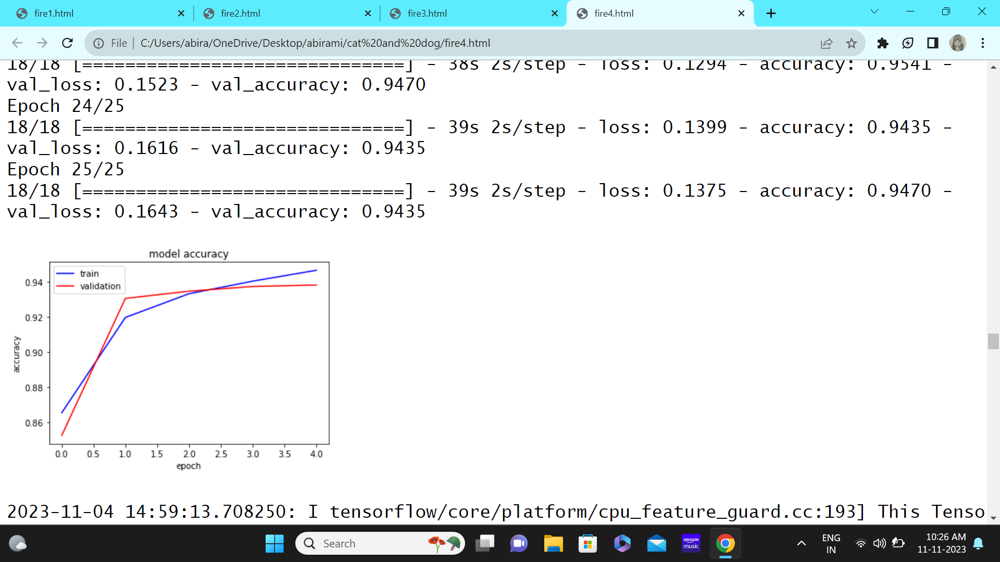 fire1.html
fire2.html
fire3.html
fire4.html
File
C:/Users/abira/OneDrive/Desktop/abirami/cat%20and%20dog/fire4.html
18/18 [==============================] - 38s 2s/step - loss: 0.1294 - accuracy: 0.9541 -
val_loss: 0.1523 - val_accuracy: 0.9470
Epoch 24/25
18/18 [==============================] - 39s 2s/step - loss: 0.1399 - accuracy: 0.9435 -
val_loss: 0.1616 - val_accuracy: 0.9435
Epoch 25/25
18/18 [==============================] - 39s 2s/step - loss: 0.1375 - accuracy: 0.9470 -
val_loss: 0.1643 - val_accuracy: 0.9435
model accuracy
train
validation
0.94
0.92
0.90
0.88
0.86
accuracy
0.0 0.5 1.0 1.5 2.0 2.5 3.0 3.5 4.0
epoch
2023-11-04 14:59:13.708250: I tensorflow/core/platform/cpu_feature_guard.cc:193] This Tenso
Search
amazon
music
ENG
IN
10:26 AM
11-11-2023